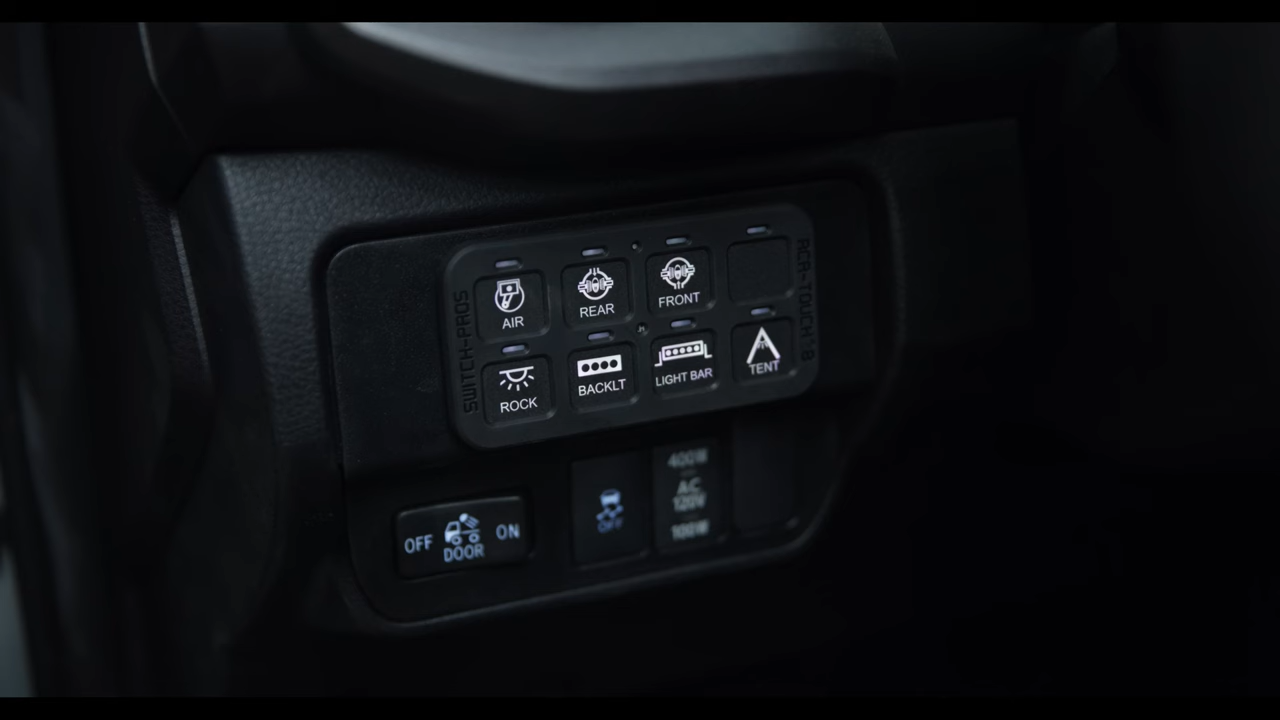 SWITCH-PROS
AIR
REAR
FRONT
RCR-TOUCH
ROCK
BACKLT
LIGHT BAR
TENT
OFF
DOOR
ON
OFF
400W
AC
120V
100W